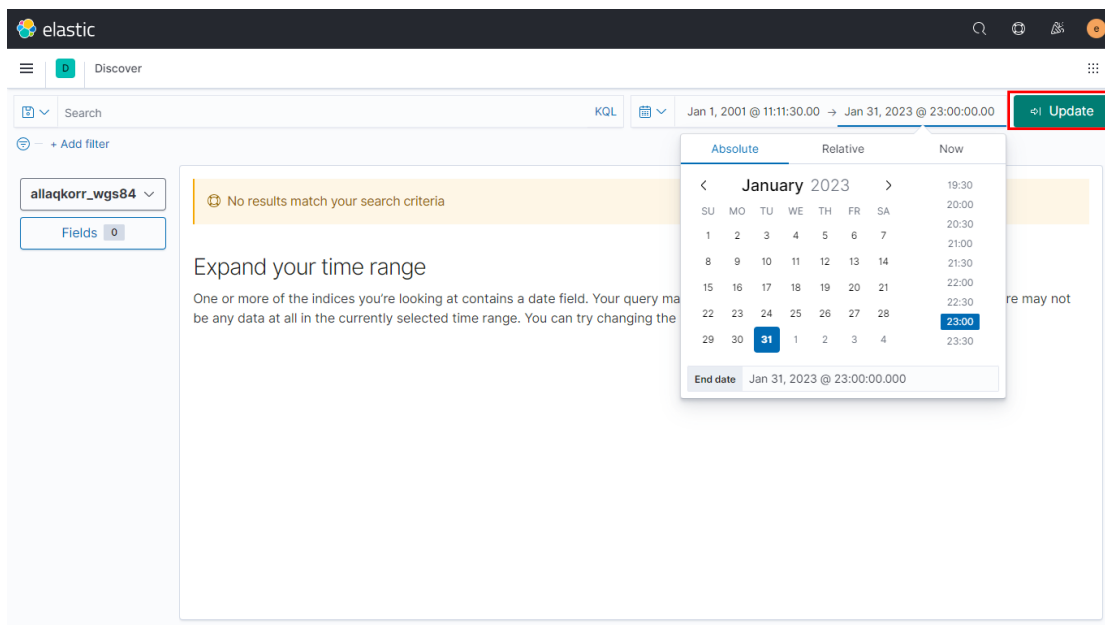 elastic
e
D Discover
Search KQL Jan 1, 2001 @ 11:11:30.00 → Jan 31, 2023 @ 23:00:00.00 Update
+ Add filter
allaqkorr_wgs84
Fields 0
No results match your search criteria
Expand your time range
One or more of the indices you're looking at contains a date field. Your query ma
re may not
be any data at all in the currently selected time range. You can try changing the
Absolute Relative Now
January 2023
SU MO TU WE TH FR SA
1 2 3 4 5 6 7
8 9 10 11 12 13 14
15 16 17 18 19 20 21
22 23 24 25 26 27 28
29 30 31 1 2 3 4
19:30
20:00
20:30
21:00
21:30
22:00
22:30
23:00
23:30
End date Jan 31, 2023 @ 23:00:00.000